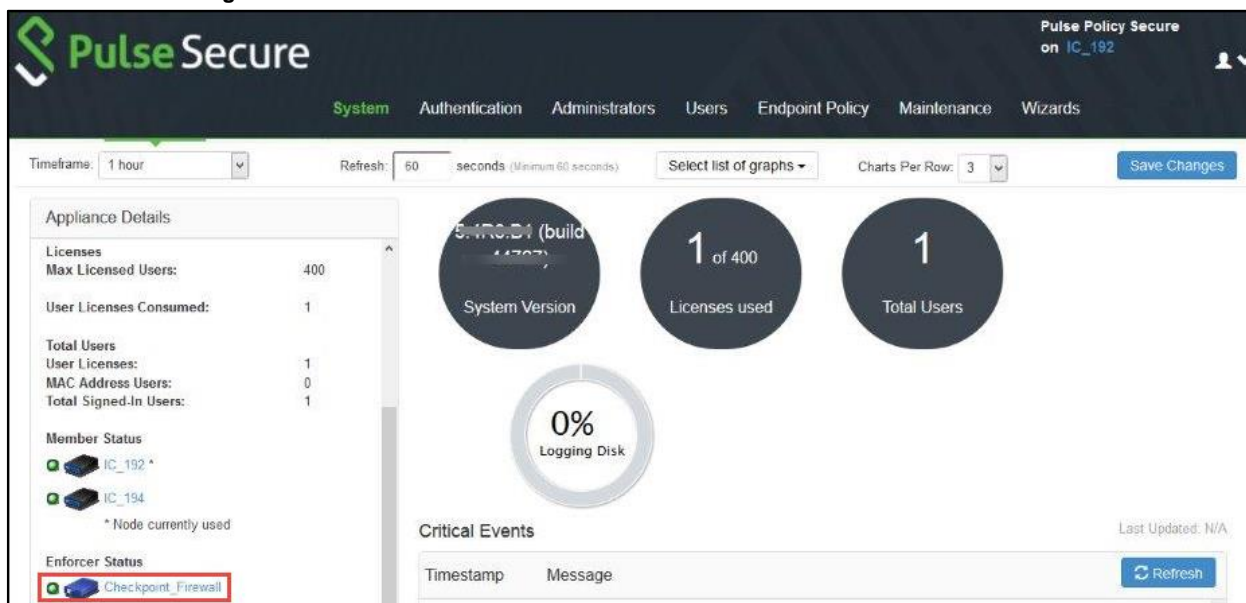 Pulse Secure
Pulse Policy Secure
on IC_192
System Authentication Administrators Users Endpoint Policy Maintenance Wizards
Timeframe: 1 hour Refresh: 60 seconds (Minimum 60 seconds) Select list of graphs Charts Per Row: 3 Save Changes
Appliance Details
Licenses
Max Licensed Users: 400
User Licenses Consumed: 1
Total Users
User Licenses: 1
MAC Address Users: 0
Total Signed-In Users: 1
Member Status
IC_192 *
IC_194
* Node currently used
Enforcer Status
Checkpoint_Firewall
(build
System Version
1 of 400
Licenses used
1
Total Users
0%
Logging Disk
Critical Events Last Updated: N/A
Timestamp Message Refresh